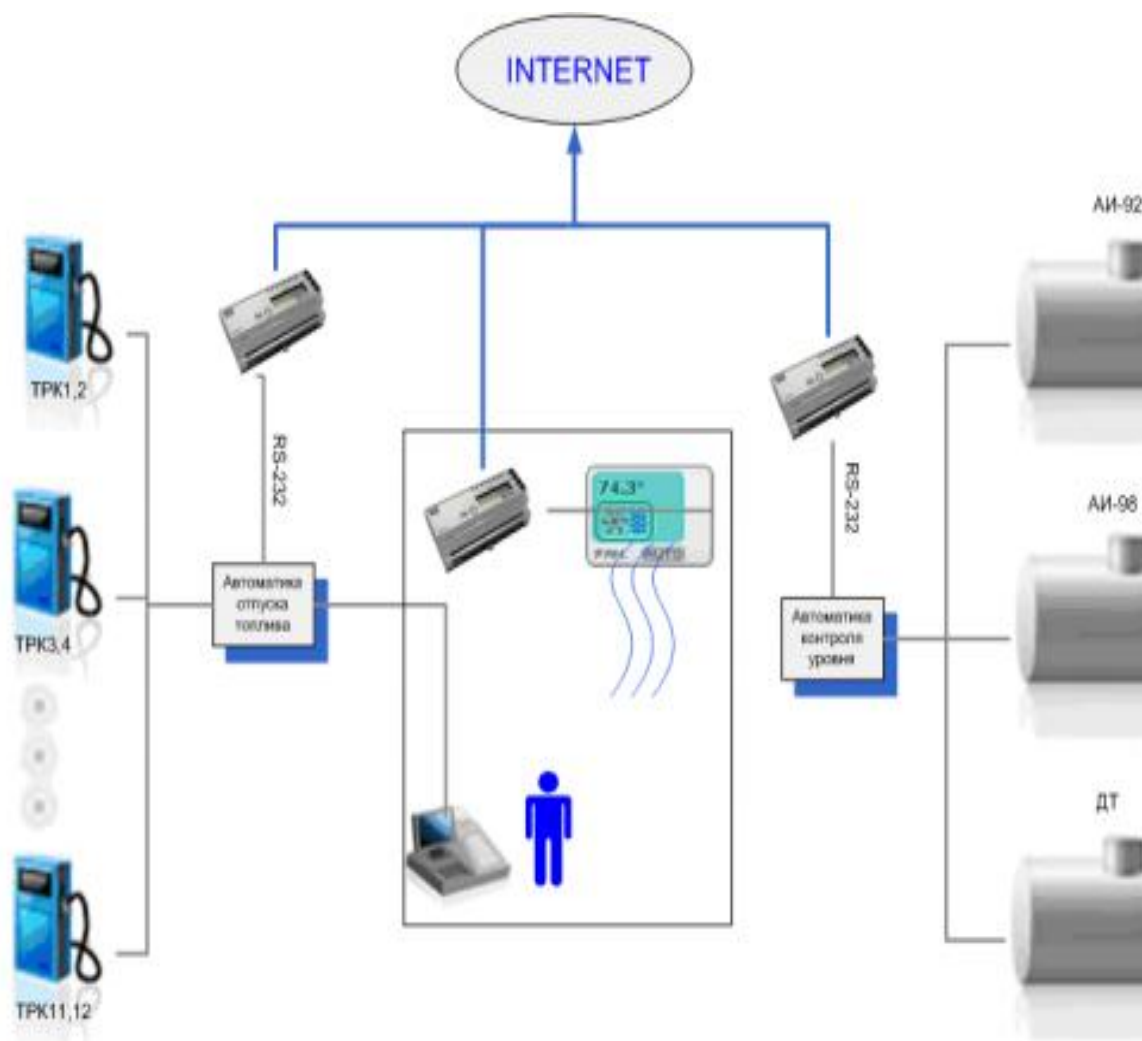 INTERNET
АИ-92
ТРК1,2
RS-232
74.3°
RS-232
АИ-98
Автоматика
отпуска
топлива
Автоматика
контроля
уровня
ТРК3,4
ДТ
ТРК11,12